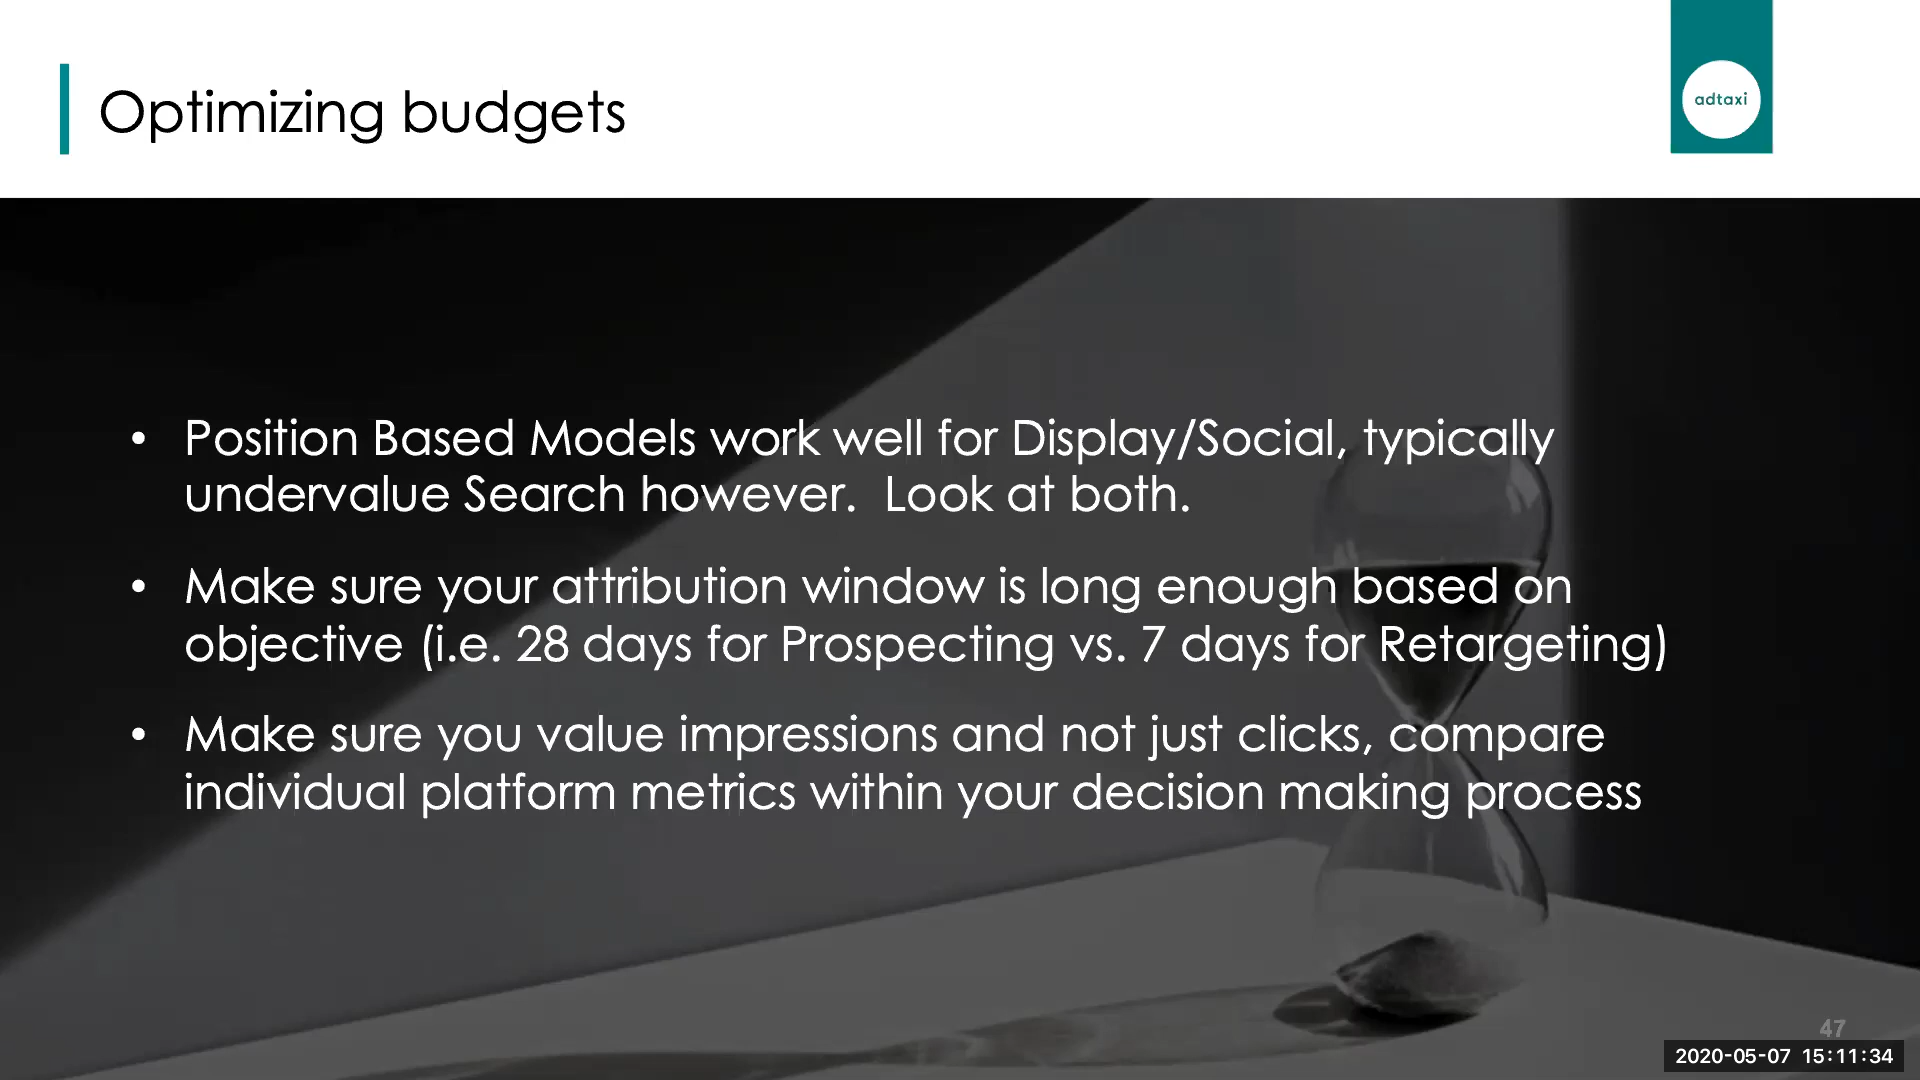 Optimizing budgets
adtaxi
• Position Based Models work well for Display/Social, typically
undervalue Search however.  Look at both.
• Make sure your attribution window is long enough based on
objective (i.e. 28 days for Prospecting vs. 7 days for Retargeting)
• Make sure you value impressions and not just clicks, compare
individual platform metrics within your decision making process
47
2020-05-07 15:11:34